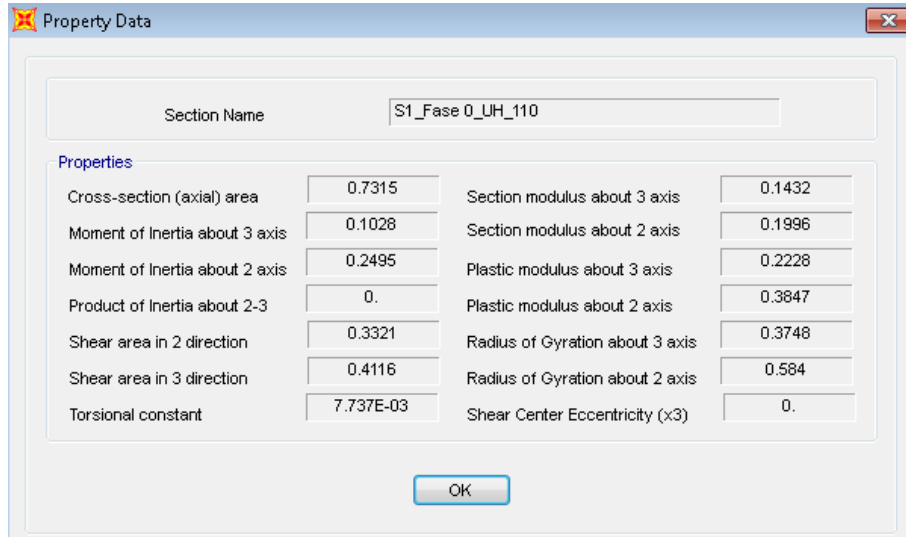 Property Data
Section Name S1_Fase 0_UH_110
Properties
Cross-section (axial) area 0.7315 Section modulus about 3 axis 0.1432
Moment of Inertia about 3 axis 0.1028 Section modulus about 2 axis 0.1996
Moment of Inertia about 2 axis 0.2495 Plastic modulus about 3 axis 0.2228
Product of Inertia about 2-3 0. Plastic modulus about 2 axis 0.3847
Shear area in 2 direction 0.3321 Radius of Gyration about 3 axis 0.3748
Shear area in 3 direction 0.4116 Radius of Gyration about 2 axis 0.584
Torsional constant 7.737E-03 Shear Center Eccentricity (x3) 0.
OK